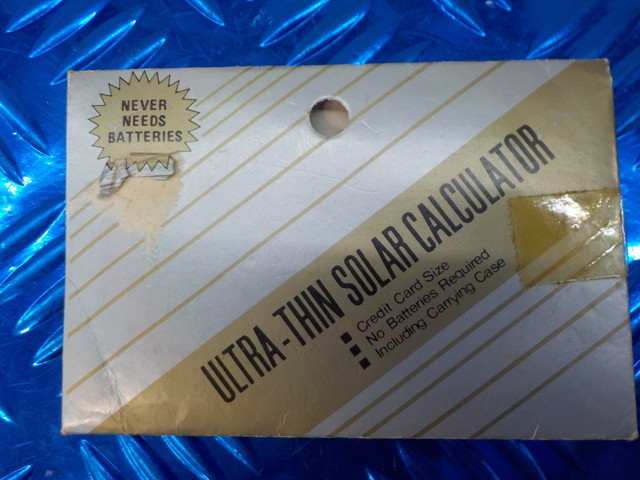 NEVER
NEEDS
BATTERIES
ULTRA-THIN SOLAR CALCULATOR
Credit Card Size
No Batteries Required
Including Carrying Case